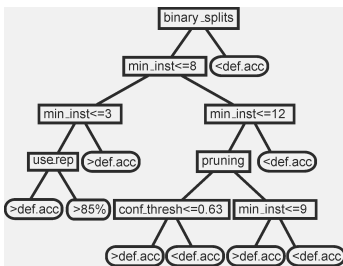 binary_splits
min_inst<=8 <def.acc
min_inst<=3 min_inst<=12
use.rep >def.acc pruning <def.acc
>def.acc >85% conf_thresh<=0.63 min_inst<=9
>def.acc <def.acc >def.acc <def.acc